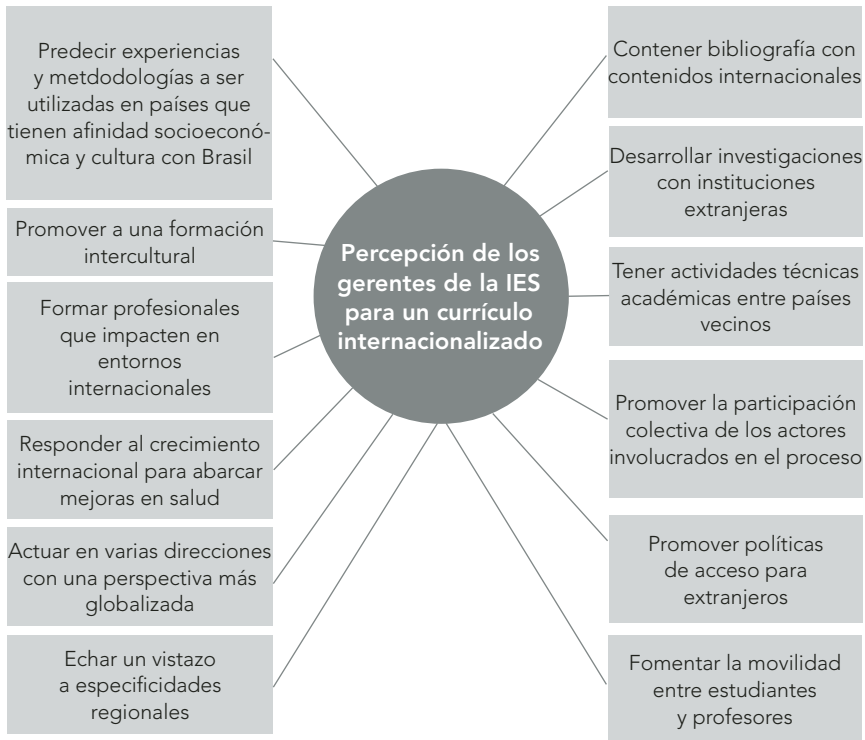 Predecir experiencias
y metdodologías a ser
utilizadas en países que
tienen afinidad socioeconó-
mica y cultura con Brasil
Promover a una formación
intercultural
Formar profesionales
que impacten en
entornos
internacionales
Responder al crecimiento
internacional para abarcar
mejoras en salud
Actuar en varias direcciones
con una perspectiva más
globalizada
Echar un vistazo
a especificidades
regionales
Percepción de los
gerentes de la IES
para un currículo
internacionalizado
Contener bibliografía con
contenidos internacionales
Desarrollar investigaciones
con instituciones
extranjeras
Tener actividades técnicas
académicas entre países
vecinos
Promover la participación
colectiva de los actores
involucrados en el proceso
Promover políticas
de acceso para
extranjeros
Fomentar la movilidad
entre estudiantes
y profesores